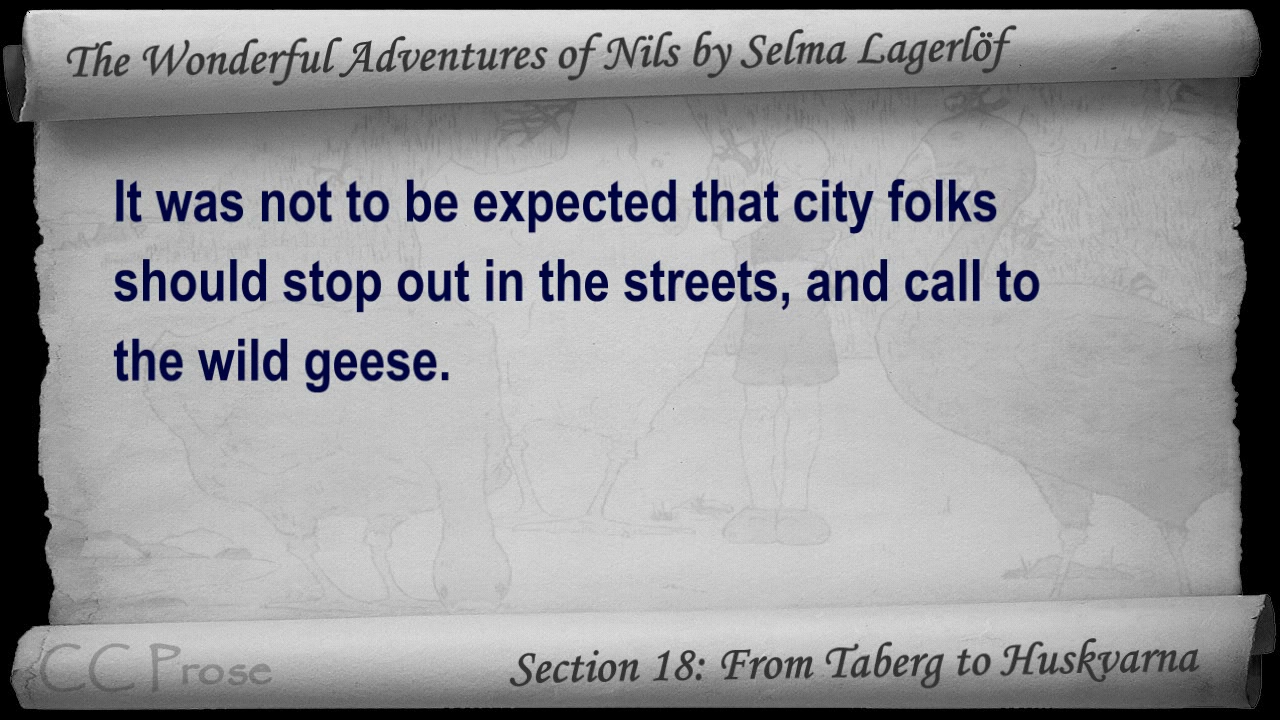 The Wonderful Adventures of Nils by Selma Lagerlöf
It was not to be expected that city folks
should stop out in the streets, and call to
the wild geese.
CC Prose
Section 18: From Taberg to Huskvarna